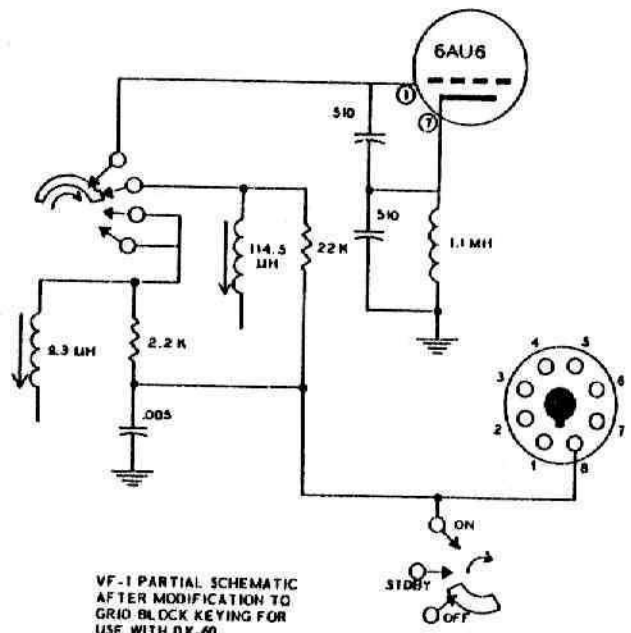 6AU6
1
7
510
510
1.1 MH
114.5 UH
22K
9.3 UH
2.2 K
.005
4 5
3 6
2 7
1 8
ON
STDBY
OFF
VF-1 PARTIAL SCHEMATIC
AFTER MODIFICATION TO
GRID BLOCK KEYING FOR
USE WITH DX-60